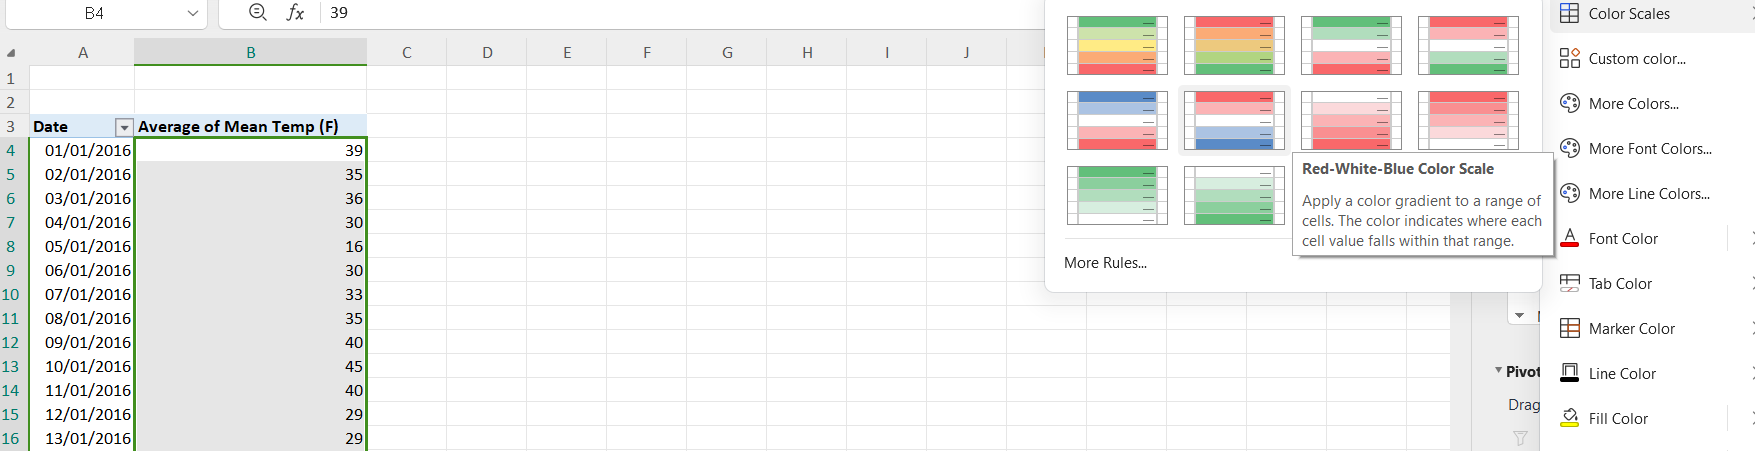 B4 fx 39
A B C D E F G H I J
1
2
3 Date Average of Mean Temp (F)
4 01/01/2016 39
5 02/01/2016 35
6 03/01/2016 36
7 04/01/2016 30
8 05/01/2016 16
9 06/01/2016 30
10 07/01/2016 33
11 08/01/2016 35
12 09/01/2016 40
13 10/01/2016 45
14 11/01/2016 40
15 12/01/2016 29
16 13/01/2016 29
Red-White-Blue Color Scale
Apply a color gradient to a range of
cells. The color indicates where each
cell value falls within that range.
More Rules...
Color Scales
Custom color...
More Colors...
More Font Colors...
More Line Colors...
Font Color
Tab Color
Marker Color
Line Color
Fill Color
Pivot
Drag